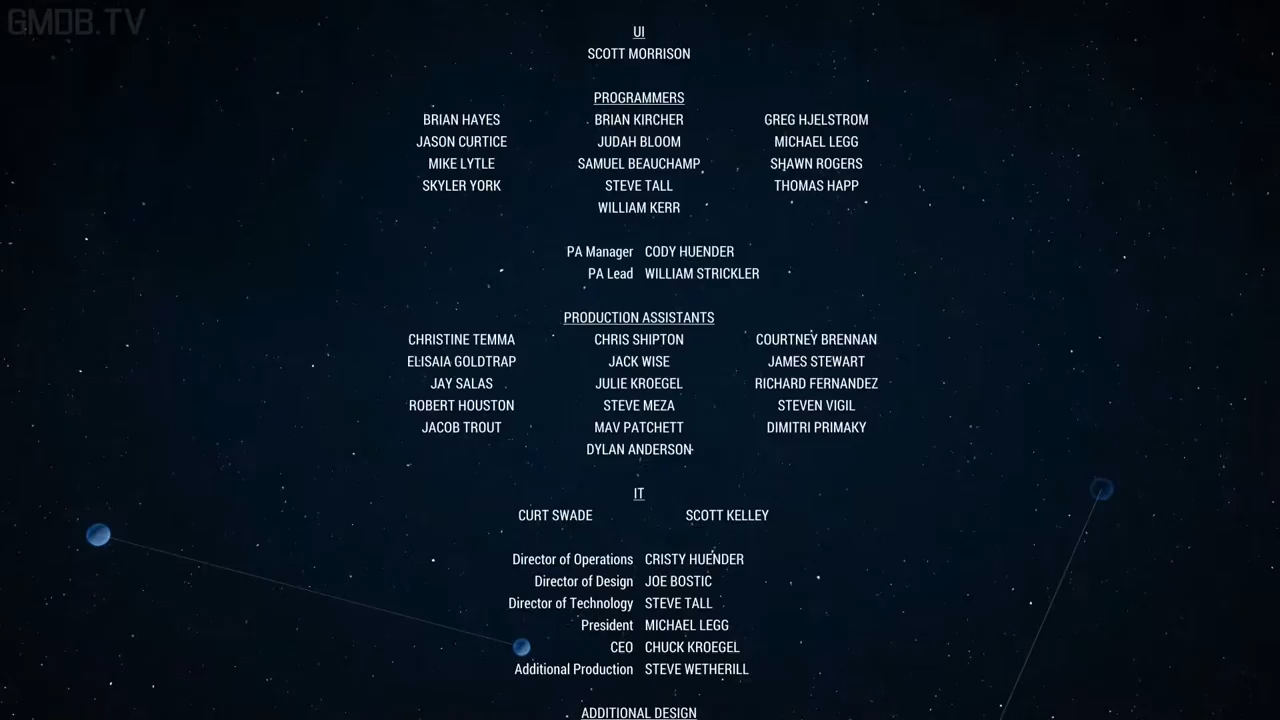 GMDB.TV
UI
SCOTT MORRISON
PROGRAMMERS
BRIAN HAYES BRIAN KIRCHER GREG HJELSTROM
JASON CURTICE JUDAH BLOOM MICHAEL LEGG
MIKE LYTLE SAMUEL BEAUCHAMP SHAWN ROGERS
SKYLER YORK STEVE TALL THOMAS HAPP
WILLIAM KERR
PA Manager CODY HUENDER
PA Lead WILLIAM STRICKLER
PRODUCTION ASSISTANTS
CHRISTINE TEMMA CHRIS SHIPTON COURTNEY BRENNAN
ELISAIA GOLDTRAP JACK WISE JAMES STEWART
JAY SALAS JULIE KROEGEL RICHARD FERNANDEZ
ROBERT HOUSTON STEVE MEZA STEVEN VIGIL
JACOB TROUT MAV PATCHETT DIMITRI PRIMAKY
DYLAN ANDERSON
IT
CURT SWADE SCOTT KELLEY
Director of Operations CRISTY HUENDER
Director of Design JOE BOSTIC
Director of Technology STEVE TALL
President MICHAEL LEGG
CEO CHUCK KROEGEL
Additional Production STEVE WETHERILL
ADDITIONAL DESIGN